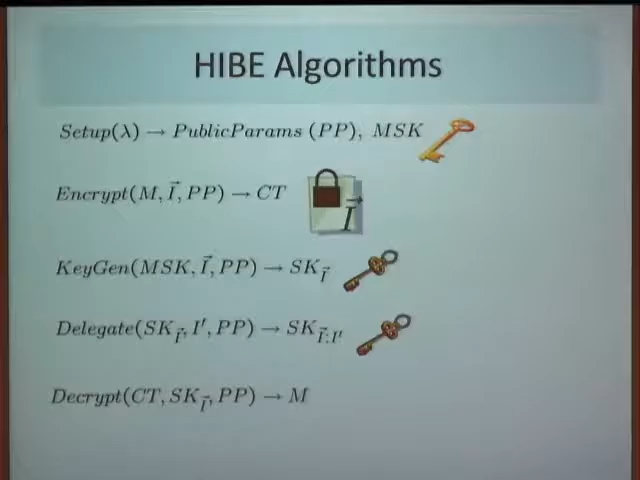 HIBE Algorithms
Setup(λ) → PublicParams (PP), MSK
Encrypt(M, I⃗, PP) → CT
I⃗
KeyGen(MSK, I⃗, PP) → SK_I⃗
Delegate(SK_I⃗, I', PP) → SK_I⃗:I'
Decrypt(CT, SK_I⃗, PP) → M